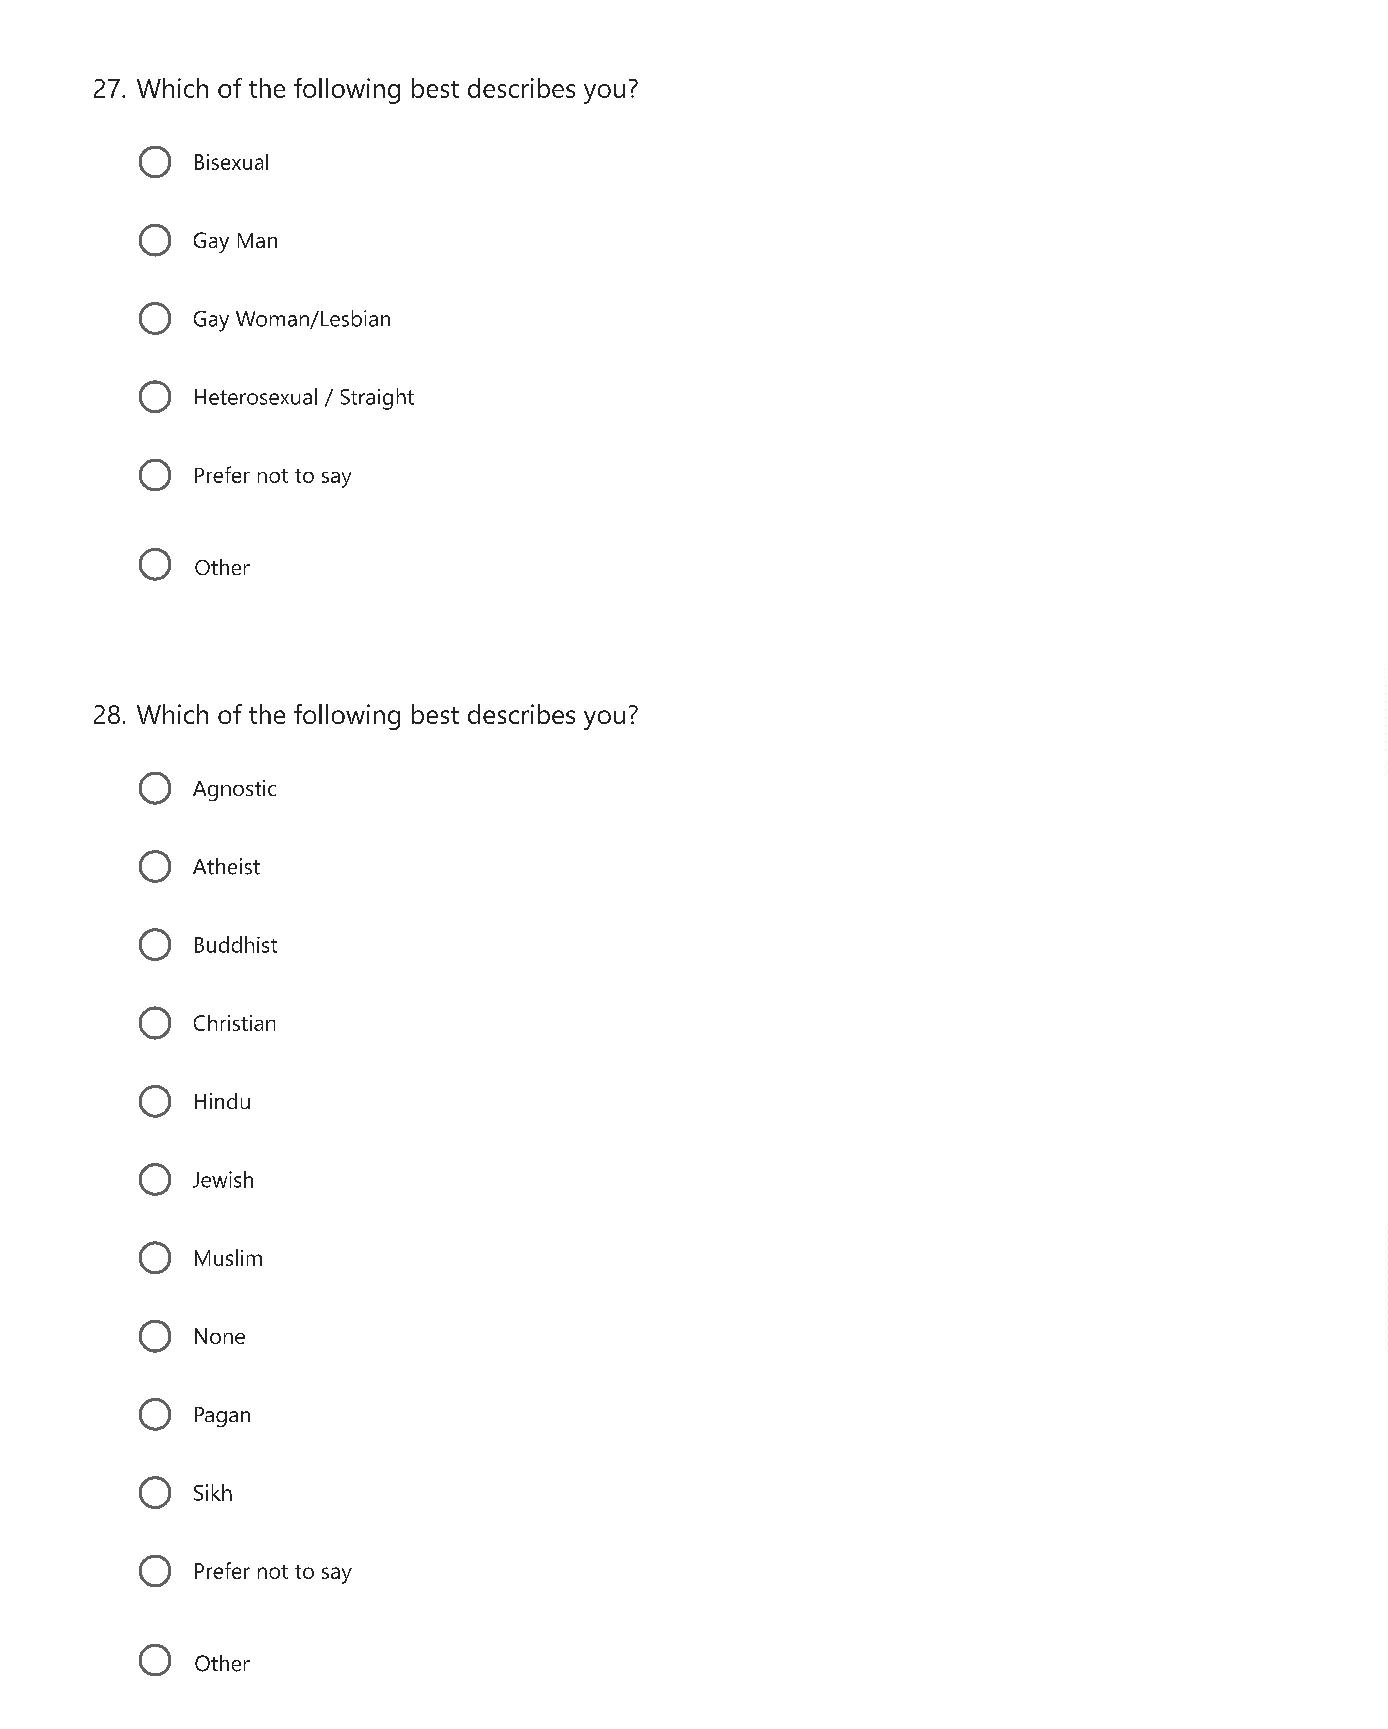 27. Which of the following best describes you?
Bisexual
Gay Man
Gay Woman/Lesbian
Heterosexual / Straight
Prefer not to say
Other
28. Which of the following best describes you?
Agnostic
Atheist
Buddhist
Christian
Hindu
Jewish
Muslim
None
Pagan
Sikh
Prefer not to say
Other